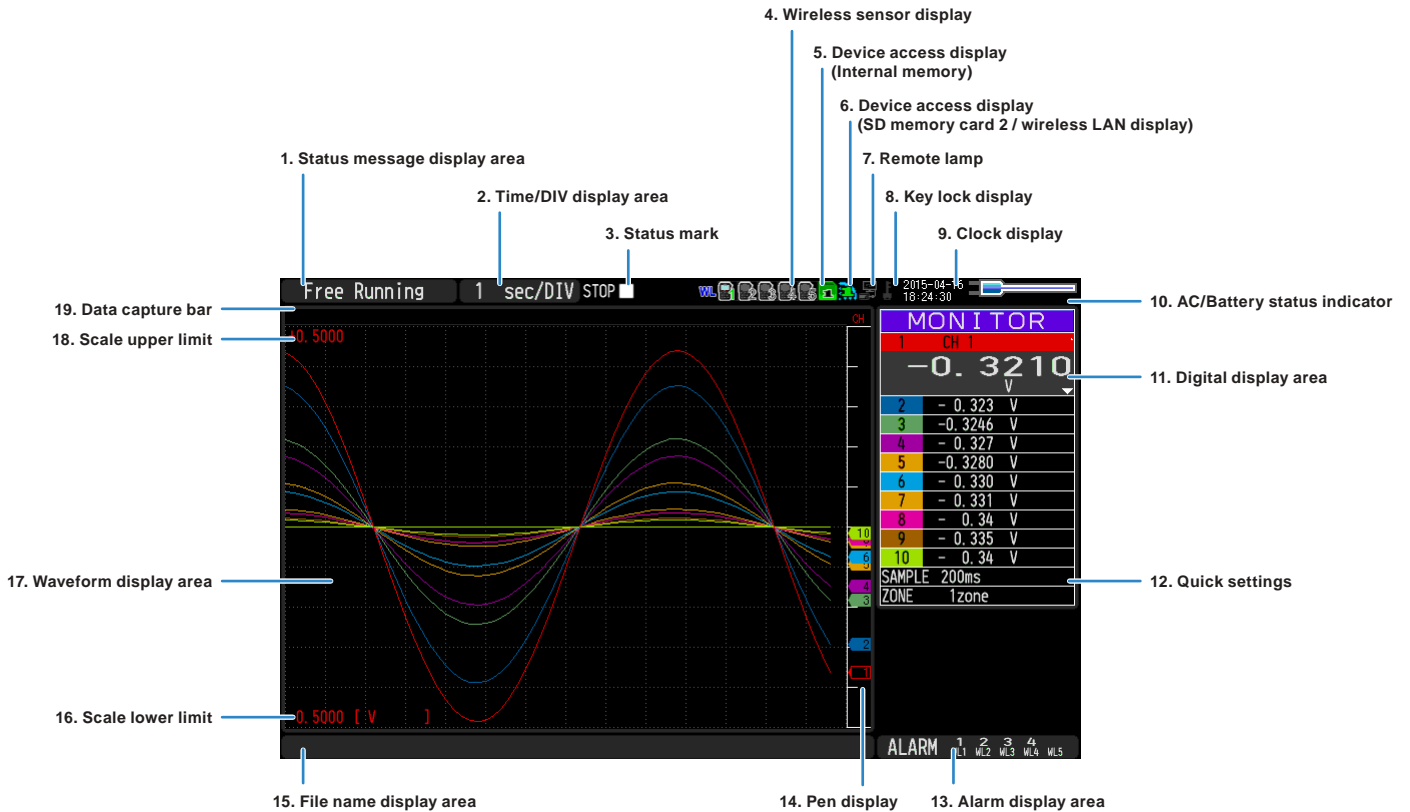 4. Wireless sensor display
5. Device access display
(Internal memory)
6. Device access display
(SD memory card 2 / wireless LAN display)
1. Status message display area
7. Remote lamp
2. Time/DIV display area
8. Key lock display
3. Status mark
9. Clock display
Free Running 1 sec/DIV STOP WL 1 2 3 4 5 1 2015-04-16
18:24:30
10. AC/Battery status indicator
19. Data capture bar
CH
MONITOR
18. Scale upper limit
+0.5000
1 CH 1
-0.3210
V
11. Digital display area
2 - 0.323 V
3 -0.3246 V
4 - 0.327 V
5 -0.3280 V
6 - 0.330 V
7 - 0.331 V
8 - 0.34 V
9 - 0.335 V
10 - 0.34 V
10
6
5
4
3
2
1
17. Waveform display area
SAMPLE 200ms
12. Quick settings
ZONE 1zone
16. Scale lower limit
-0.5000 [ V ]
ALARM 1 2 3 4
WL1 WL2 WL3 WL4 WL5
15. File name display area
14. Pen display
13. Alarm display area